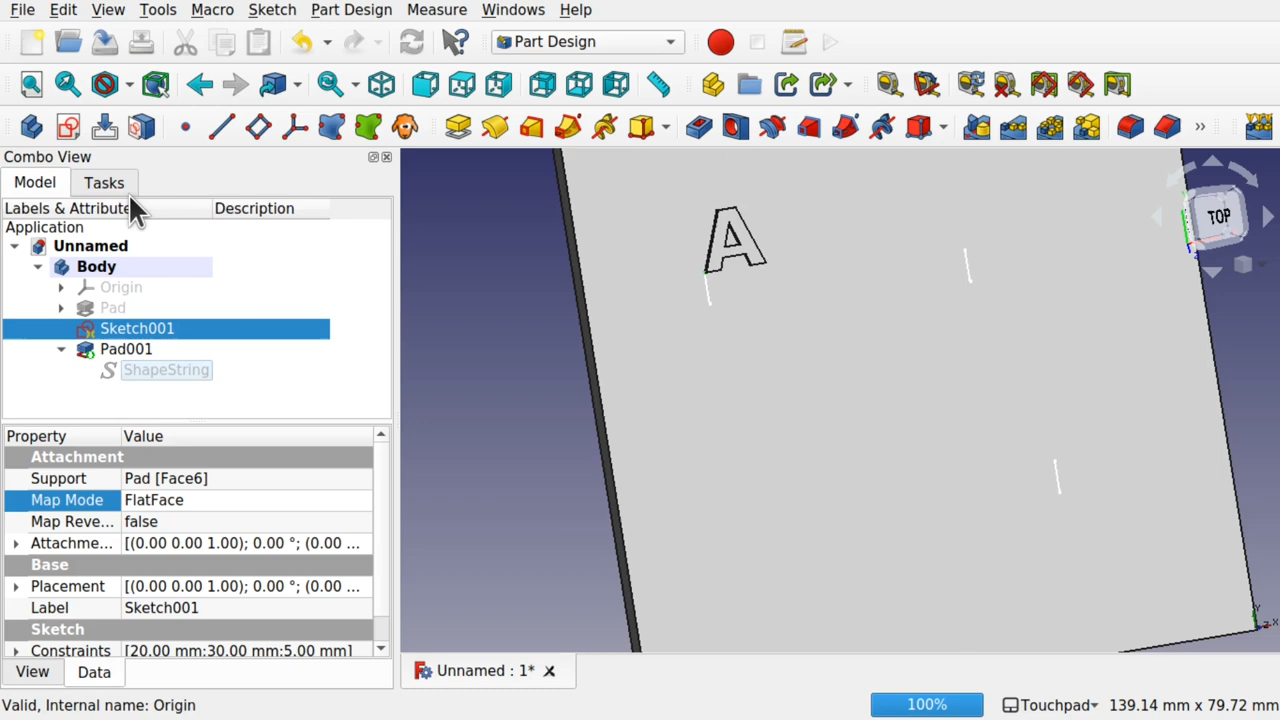 File Edit View Tools Macro Sketch Part Design Measure Windows Help
Part Design
Combo View
Model Tasks
Labels & Attribute Description
Application
Unnamed
Body
Origin
Pad
Sketch001
Pad001
ShapeString
Property Value
Attachment
Support Pad [Face6]
Map Mode FlatFace
Map Reve... false
Attachme... [(0.00 0.00 1.00); 0.00 °; (0.00 ...
Base
Placement [(0.00 0.00 1.00); 0.00 °; (0.00 ...
Label Sketch001
Sketch
Constraints [20.00 mm;30.00 mm;5.00 mm]
View Data
A
TOP
Y
Z X
Unnamed : 1*
Valid, Internal name: Origin
100%
Touchpad
139.14 mm x 79.72 mm